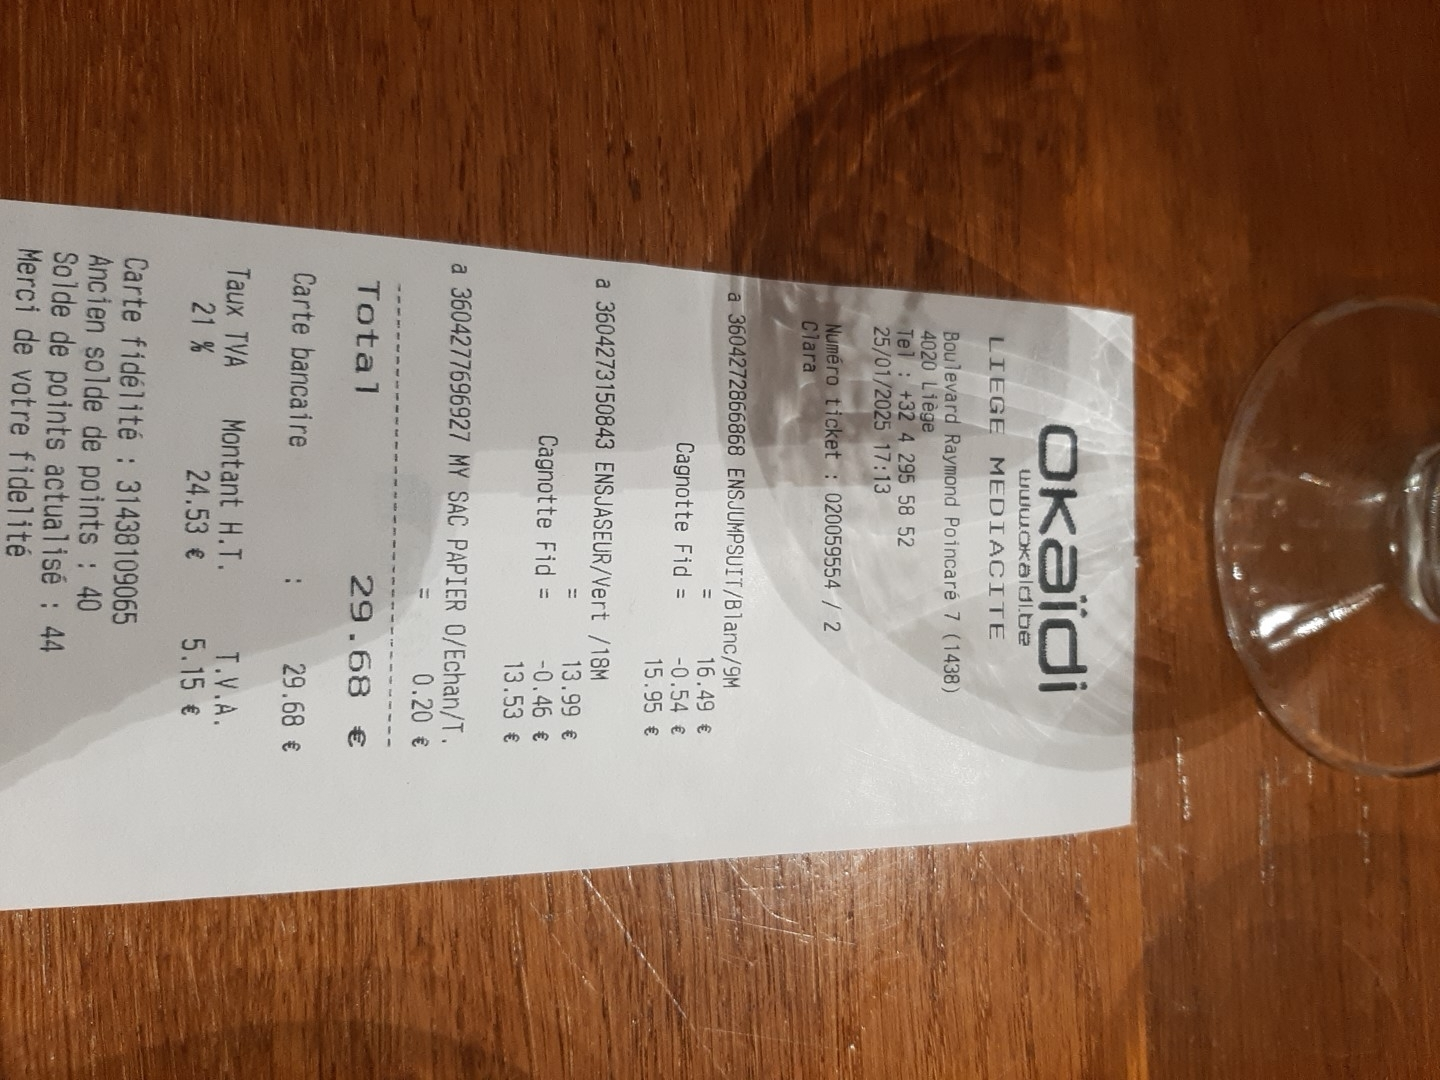 okaïdi
www.okaidi.be
LIEGE MEDIACITE
Boulevard Raymond Poincaré 7 (1438)
4020 Liège
Tel : +32 4 295 58 52
25/01/2025 17:13
Numéro ticket : 020059554 / 2
Clara
a 3604272866868 ENSJUMPSUIT/Blanc/9M
= 16.49 €
Cagnotte Fid = -0.54 €
15.95 €
a 3604273150843 ENSJASEUR/Vert /18M
= 13.99 €
Cagnotte Fid = -0.46 €
13.53 €
a 3604277696927 MY SAC PAPIER O/Echan/T.
= 0.20 €
Total 29.68 €
Carte bancaire : 29.68 €
Taux TVA Montant H.T. T.V.A.
21 % 24.53 € 5.15 €
Carte fidélité : 3143810​9065
Ancien solde de points : 40
Solde de points actualisé : 44
Merci de votre fidelité